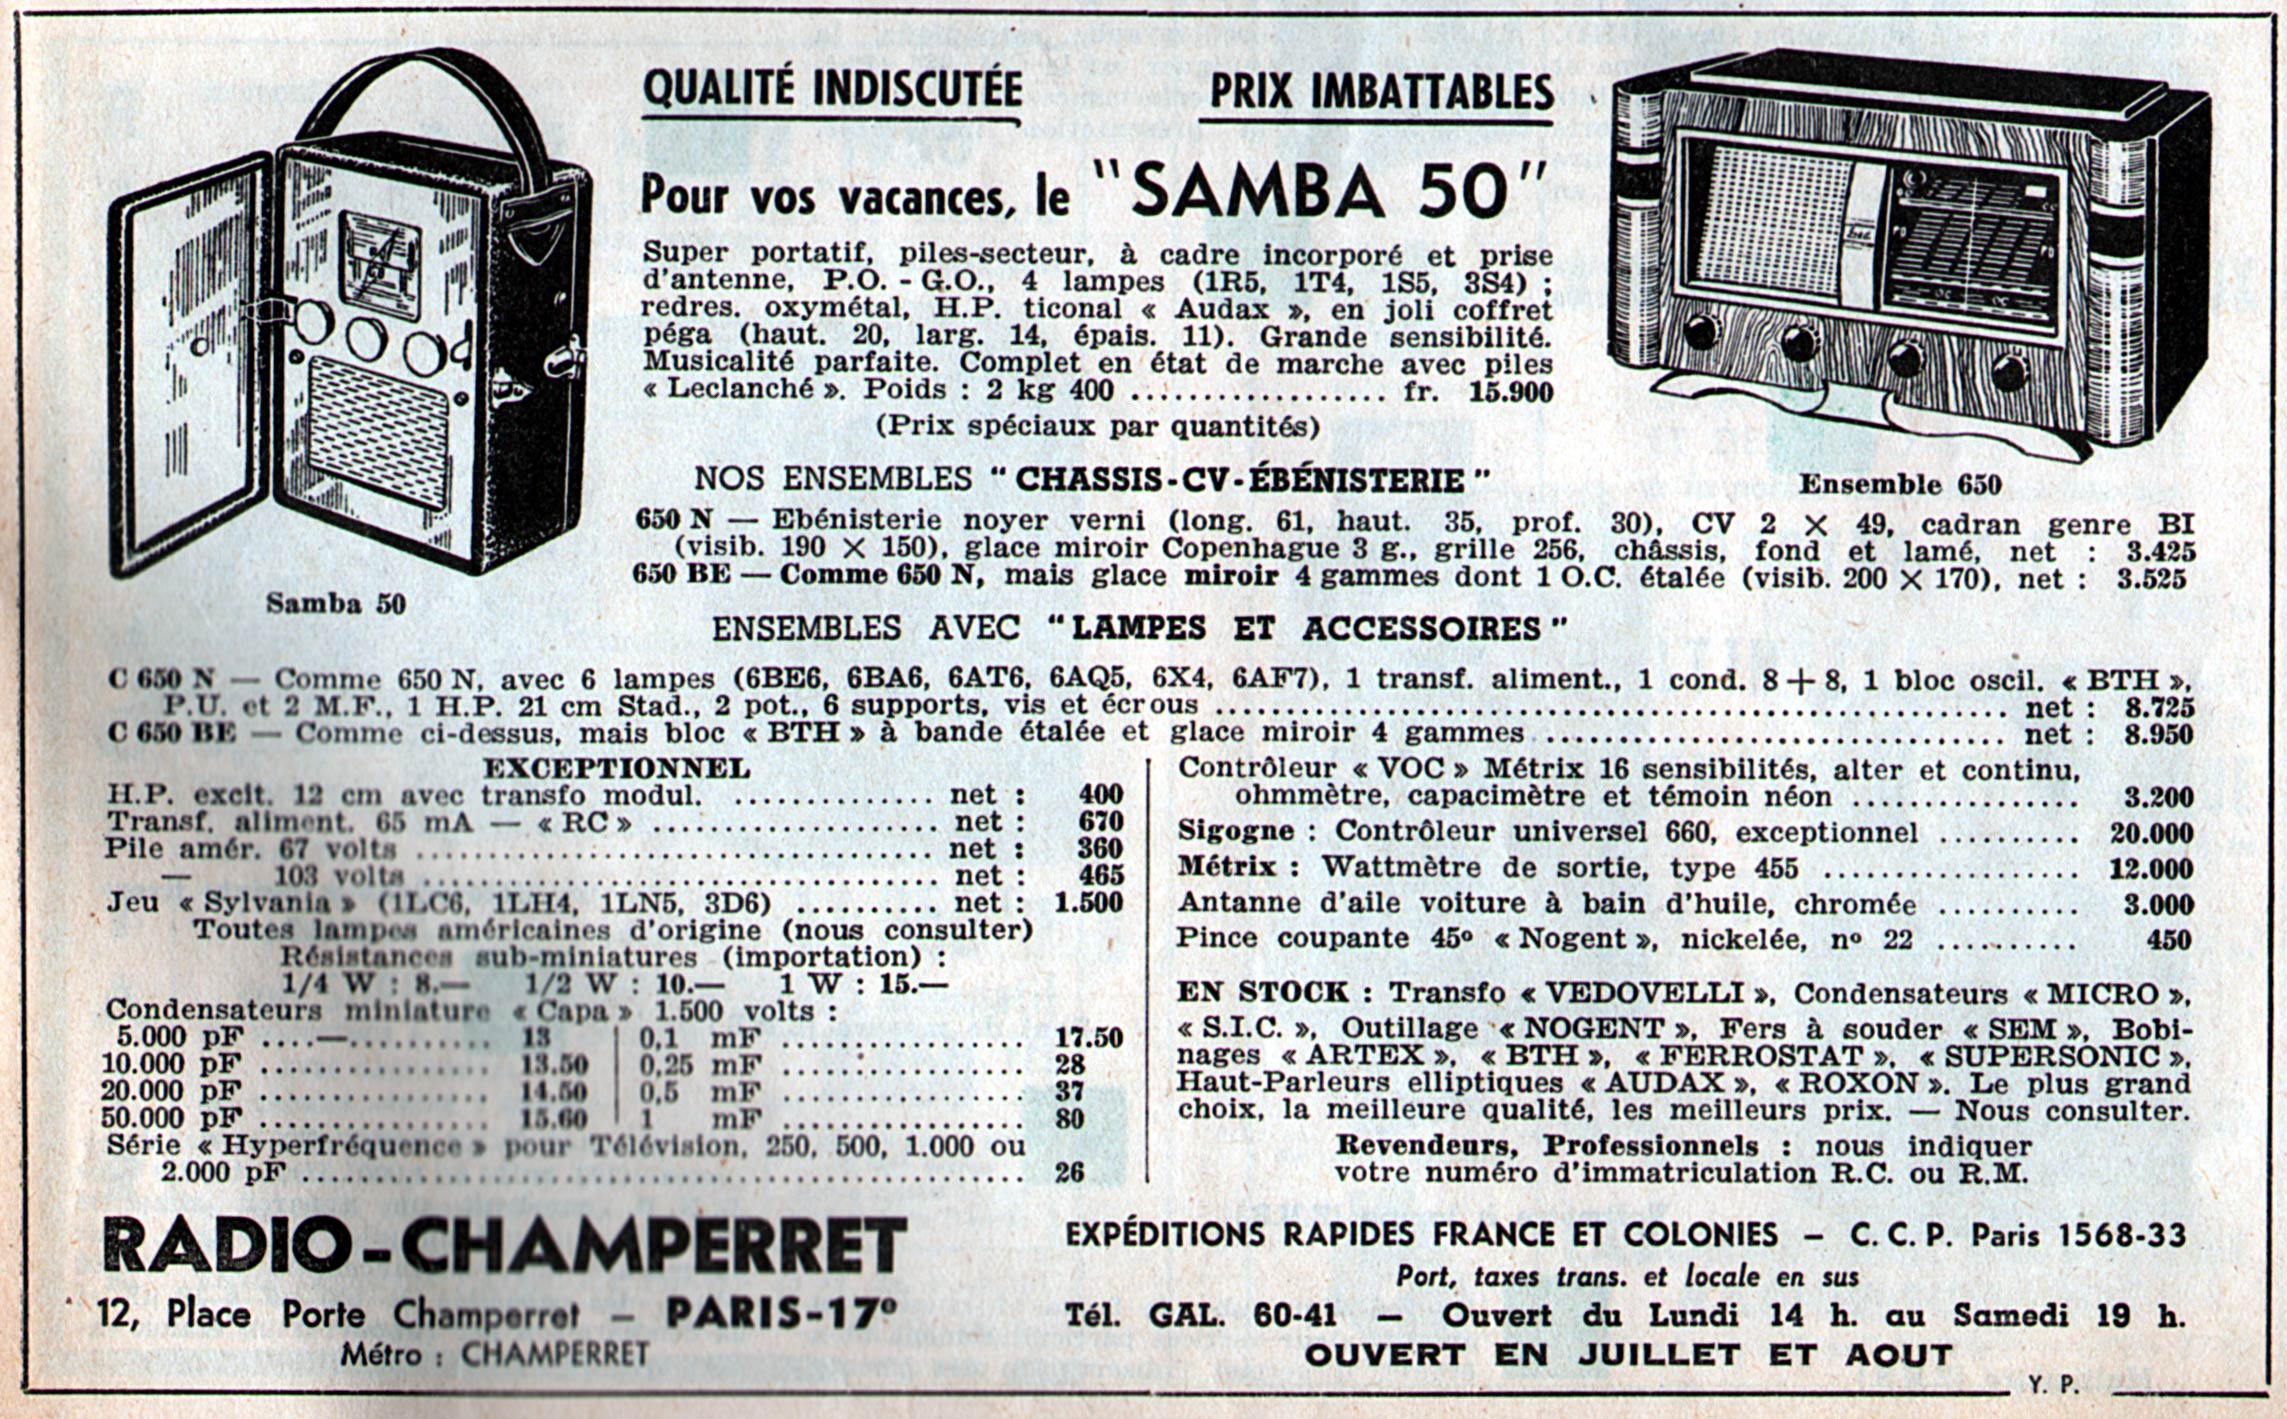 QUALITÉ INDISCUTÉE PRIX IMBATTABLES
Pour vos vacances, le "SAMBA 50"
Super portatif, piles-secteur, à cadre incorporé et prise
d'antenne, P.O. - G.O., 4 lampes (1R5, 1T4, 1S5, 3S4) ;
redres. oxymétal, H.P. ticonal « Audax », en joli coffret
péga (haut. 20, larg. 14, épais. 11). Grande sensibilité.
Musicalité parfaite. Complet en état de marche avec piles
« Leclanché ». Poids : 2 kg 400 .................. fr. 15.900
(Prix spéciaux par quantités)
Samba 50
Ensemble 650
NOS ENSEMBLES "CHASSIS-CV-ÉBÉNISTERIE"
650 N — Ebénisterie noyer verni (long. 61, haut. 35, prof. 30), CV 2 × 49, cadran genre BI
(visib. 190 × 150), glace miroir Copenhague 3 g., grille 256, châssis, fond et lamé, net : 3.425
650 BE — Comme 650 N, mais glace miroir 4 gammes dont 1 O.C. étalée (visib. 200 × 170), net : 3.525
ENSEMBLES AVEC "LAMPES ET ACCESSOIRES"
C 650 N — Comme 650 N, avec 6 lampes (6BE6, 6BA6, 6AT6, 6AQ5, 6X4, 6AF7), 1 transf. aliment., 1 cond. 8 + 8, 1 bloc oscil. « BTH »,
P.U. et 2 M.F., 1 H.P. 21 cm Stad., 2 pot., 6 supports, vis et écrous .................. net : 8.725
C 650 BE — Comme ci-dessus, mais bloc « BTH » à bande étalée et glace miroir 4 gammes .................. net : 8.950
EXCEPTIONNEL
H.P. excit. 12 cm avec transfo modul. .............. net : 400
Transf. aliment. 65 mA — « RC » .................. net : 670
Pile amér. 67 volts .................. net : 360
— 103 volts .................. net : 465
Jeu « Sylvania » (1LC6, 1LH4, 1LN5, 3D6) .......... net : 1.500
Toutes lampes américaines d'origine (nous consulter)
Résistances sub-miniatures (importation) :
1/4 W : 8.— 1/2 W : 10.— 1 W : 15.—
Condensateurs miniature « Capa » 1.500 volts :
5.000 pF ....—.......... 13 | 0,1 mF .................. 17.50
10.000 pF ................ 13.50 | 0,25 mF .................. 28
20.000 pF ................ 14.50 | 0,5 mF .................. 37
50.000 pF ................ 15.60 | 1 mF .................. 80
Série « Hyperfréquence » pour Télévision, 250, 500, 1.000 ou
2.000 pF .................. 26
Contrôleur « VOC » Métrix 16 sensibilités, alter et continu,
ohmmètre, capacimètre et témoin néon ................ 3.200
Sigogne : Contrôleur universel 660, exceptionnel .......... 20.000
Métrix : Wattmètre de sortie, type 455 .................. 12.000
Antanne d'aile voiture à bain d'huile, chromée .......... 3.000
Pince coupante 45° « Nogent », nickelée, n° 22 .......... 450
EN STOCK : Transfo « VEDOVELLI », Condensateurs « MICRO »,
« S.I.C. », Outillage « NOGENT », Fers à souder « SEM », Bobi-
nages « ARTEX », « BTH », « FERROSTAT », « SUPERSONIC »,
Haut-Parleurs elliptiques « AUDAX », « ROXON ». Le plus grand
choix, la meilleure qualité, les meilleurs prix. — Nous consulter.
Revendeurs, Professionnels : nous indiquer
votre numéro d'immatriculation R.C. ou R.M.
RADIO-CHAMPERRET
12, Place Porte Champerret — PARIS-17e
Métro : CHAMPERRET
EXPÉDITIONS RAPIDES FRANCE ET COLONIES — C. C. P. Paris 1568-33
Port, taxes trans. et locale en sus
Tél. GAL. 60-41 — Ouvert du Lundi 14 h. au Samedi 19 h.
OUVERT EN JUILLET ET AOUT
Y. P.